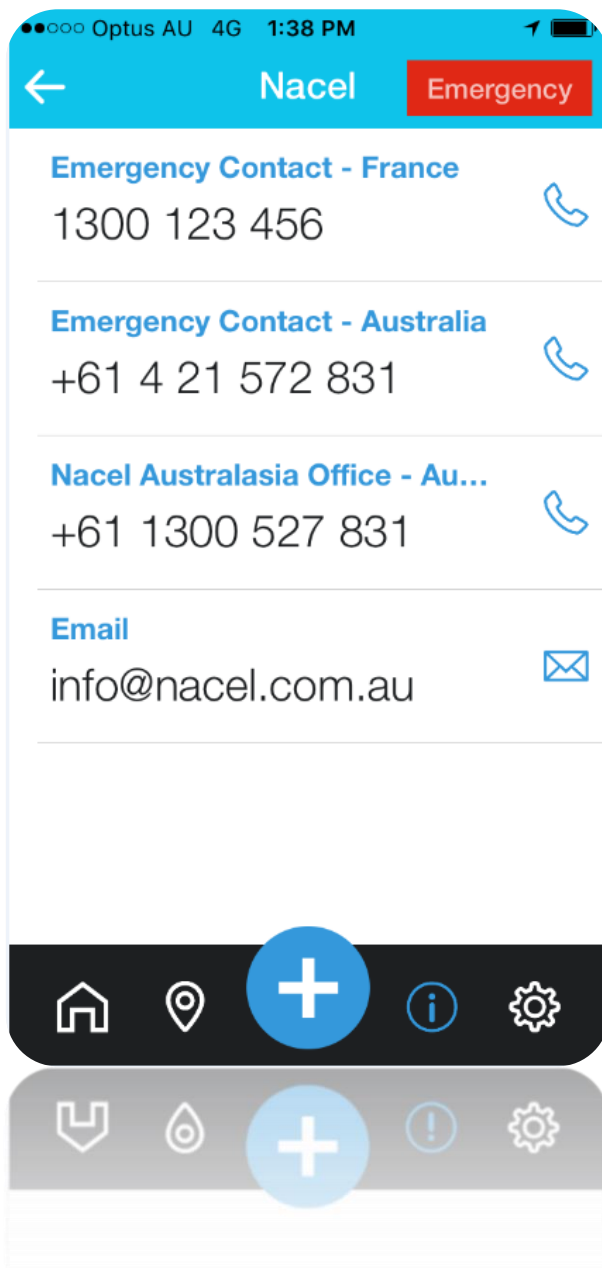 Optus AU 4G 1:38 PM
Nacel
Emergency
Emergency Contact - France
1300 123 456
Emergency Contact - Australia
+61 4 21 572 831
Nacel Australasia Office - Au...
+61 1300 527 831
Email
info@nacel.com.au